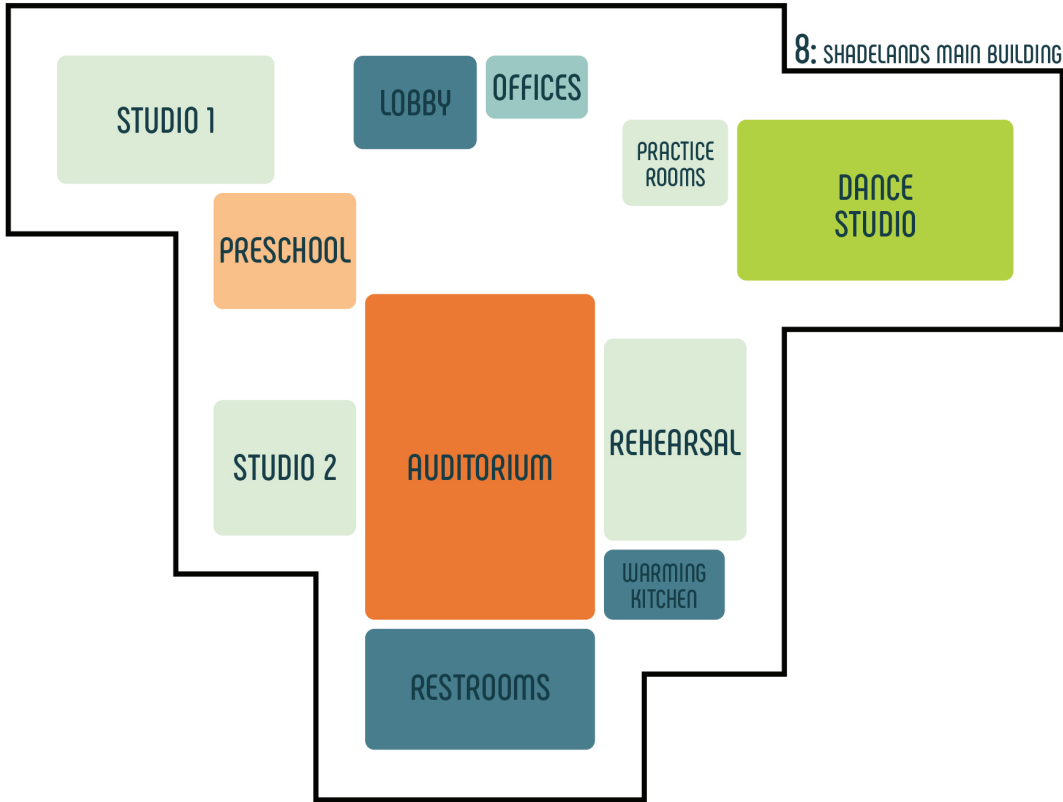 8: SHADELANDS MAIN BUILDING
STUDIO 1
LOBBY
OFFICES
PRACTICE
ROOMS
DANCE
STUDIO
PRESCHOOL
STUDIO 2
AUDITORIUM
REHEARSAL
WARMING
KITCHEN
RESTROOMS